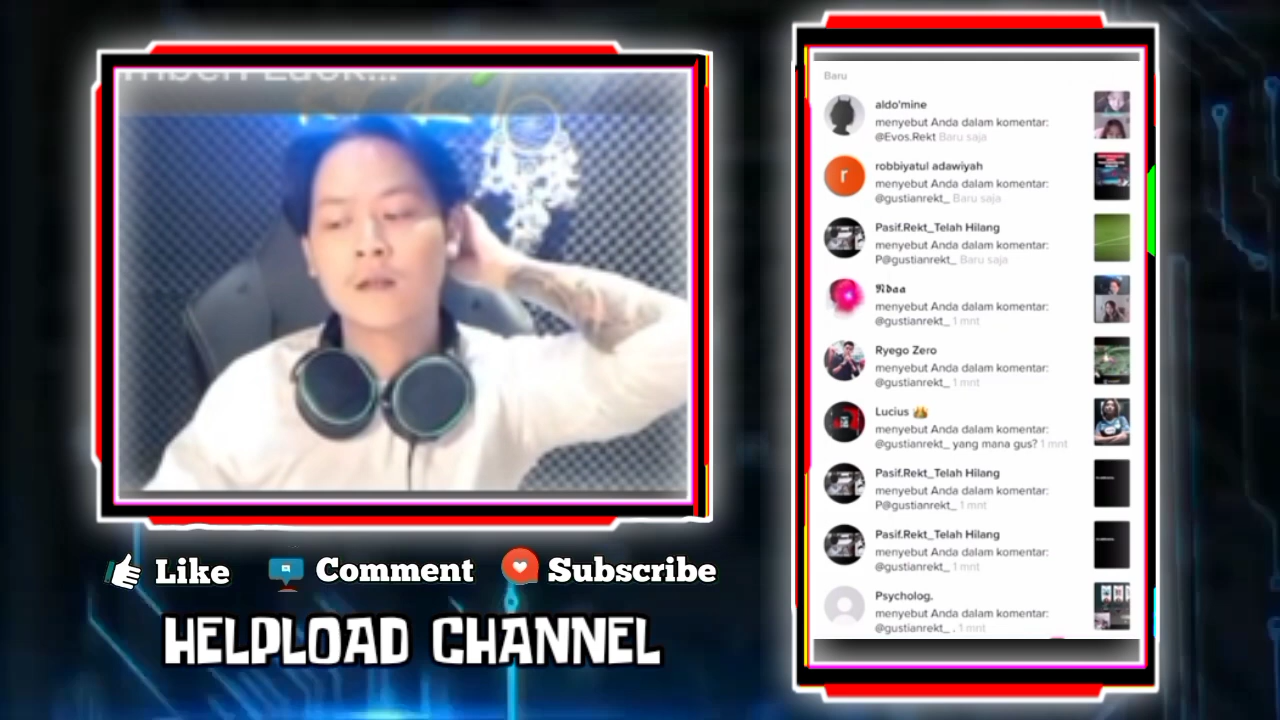 Like
Comment
Subscribe
HELPLOAD CHANNEL
Baru
aldo'mine
menyebut Anda dalam komentar:
@Evos.Rekt Baru saja
robbiyatul adawiyah
menyebut Anda dalam komentar:
@gustianrekt_ Baru saja
Pasif.Rekt_Telah Hilang
menyebut Anda dalam komentar:
P@gustianrekt_ Baru saja
𝕹𝖉𝖆𝖆
menyebut Anda dalam komentar:
@gustianrekt_ 1 mnt
Ryego Zero
menyebut Anda dalam komentar:
@gustianrekt_ 1 mnt
Lucius
menyebut Anda dalam komentar:
@gustianrekt_ yang mana gus? 1 mnt
Pasif.Rekt_Telah Hilang
menyebut Anda dalam komentar:
P@gustianrekt_ 1 mnt
Pasif.Rekt_Telah Hilang
menyebut Anda dalam komentar:
P@gustianrekt_ 1 mnt
Psycholog.
menyebut Anda dalam komentar:
@gustianrekt_ . 1 mnt
r